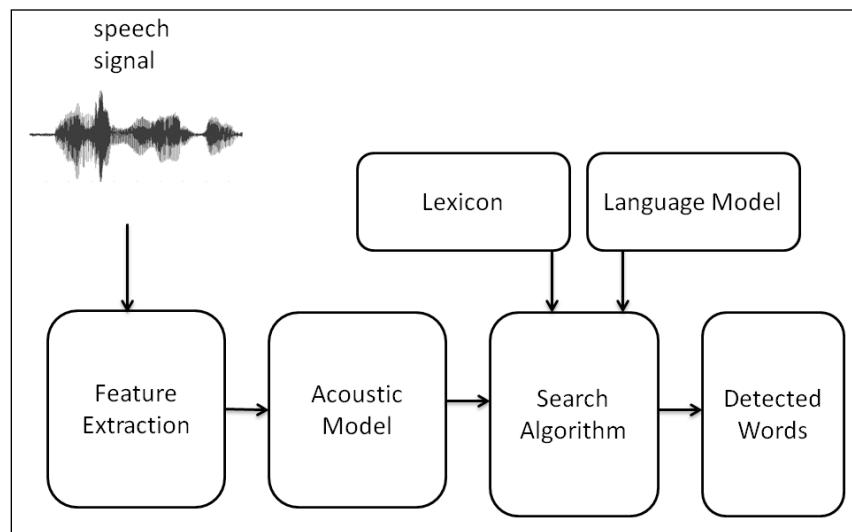 speech
signal
Lexicon
Language Model
Feature
Extraction
Acoustic
Model
Search
Algorithm
Detected
Words